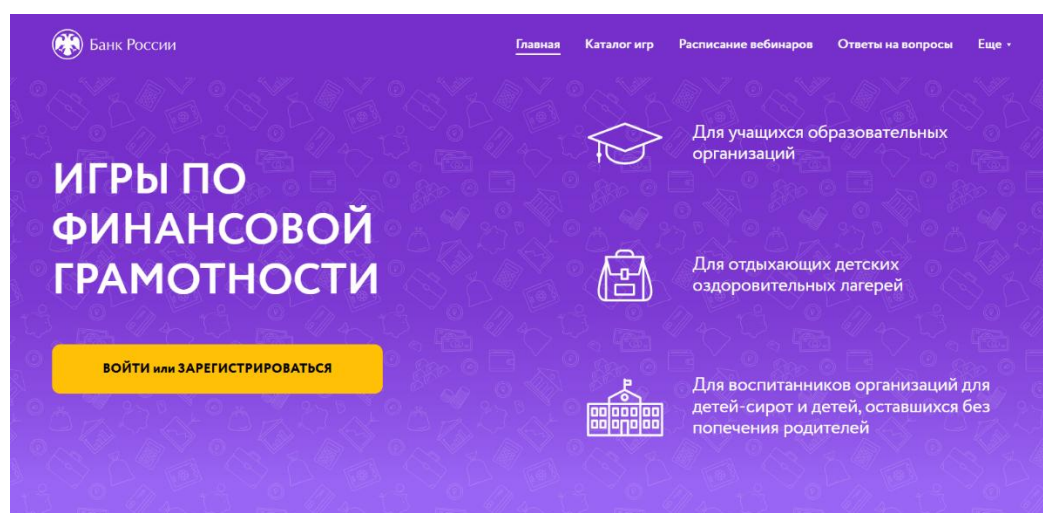 Банк России
Главная Каталог игр Расписание вебинаров Ответы на вопросы Еще
ИГРЫ ПО
ФИНАНСОВОЙ
ГРАМОТНОСТИ
ВОЙТИ или ЗАРЕГИСТРИРОВАТЬСЯ
Для учащихся образовательных
организаций
Для отдыхающих детских
оздоровительных лагерей
Для воспитанников организаций для
детей-сирот и детей, оставшихся без
попечения родителей